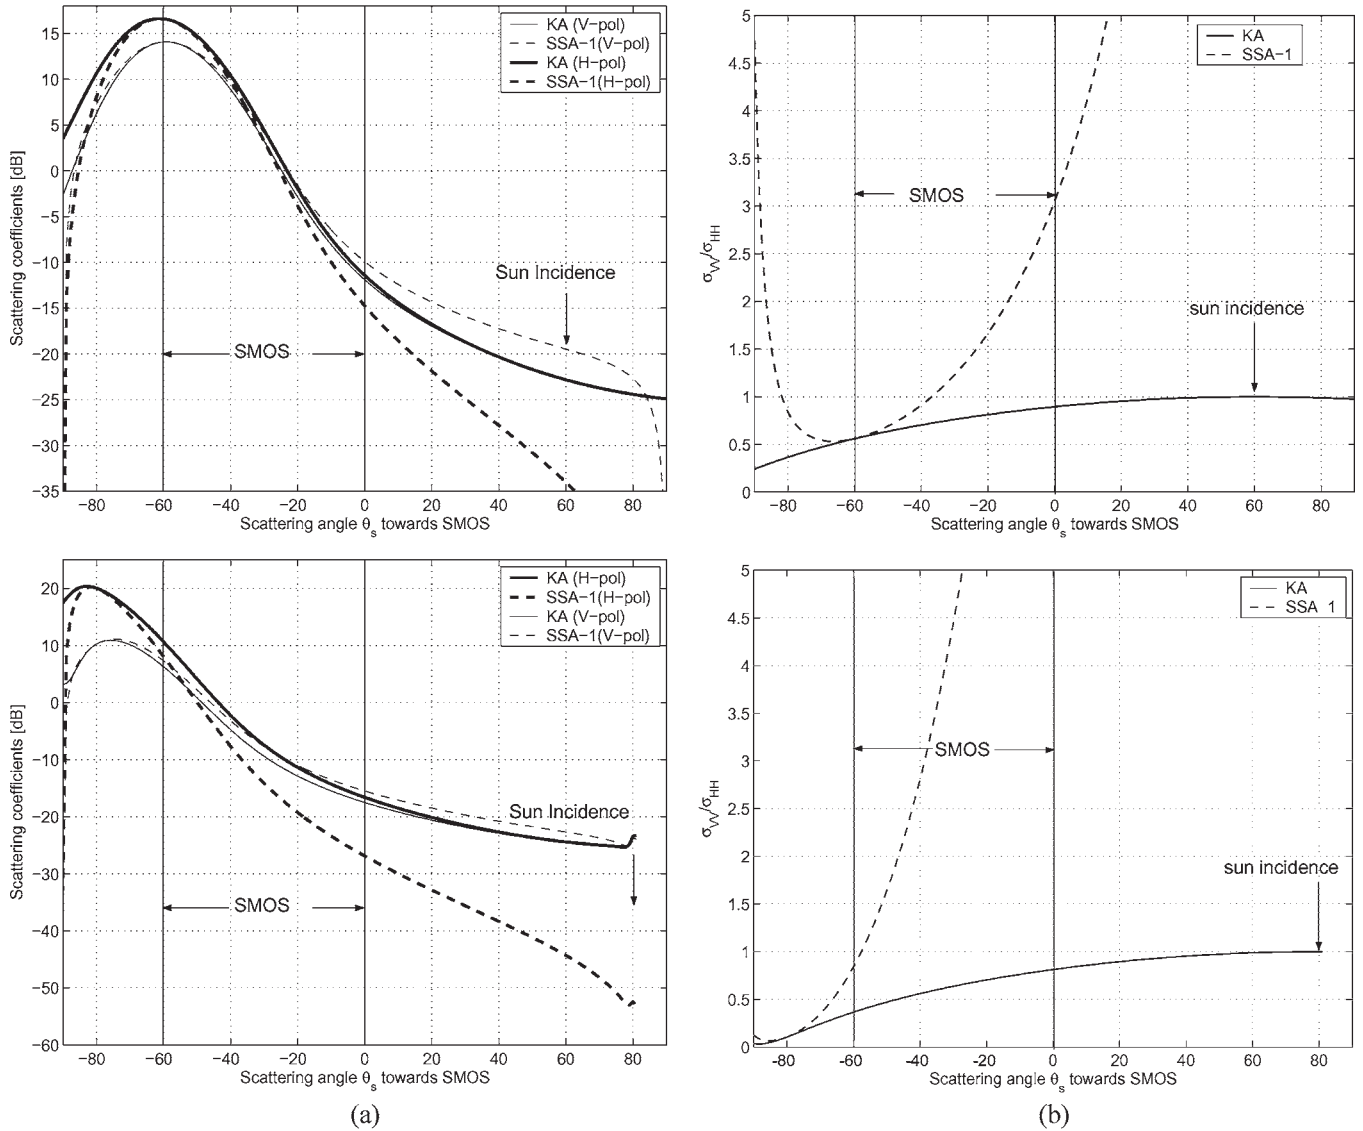 KA (V−pol)
SSA−1(V−pol)
KA (H−pol)
SSA−1(H−pol)
Scattering coefficients [dB]
15
10
5
0
−5
−10
−15
−20
−25
−30
−35
Sun Incidence
SMOS
−80 −60 −40 −20 0 20 40 60 80
Scattering angle θs towards SMOS
KA
SSA−1
σVV/σHH
5
4.5
4
3.5
3
2.5
2
1.5
1
0.5
0
SMOS
sun incidence
−80 −60 −40 −20 0 20 40 60 80
Scattering angle θs towards SMOS
KA (H−pol)
SSA−1(H−pol)
KA (V−pol)
SSA−1(V−pol)
Scattering coefficients [dB]
20
10
0
−10
−20
−30
−40
−50
−60
Sun Incidence
SMOS
−80 −60 −40 −20 0 20 40 60 80
Scattering angle θs towards SMOS
(a)
KA
SSA−1
σVV/σHH
5
4.5
4
3.5
3
2.5
2
1.5
1
0.5
0
SMOS
sun incidence
-80 −60 −40 −20 0 20 40 60 80
Scattering angle θs towards SMOS
(b)